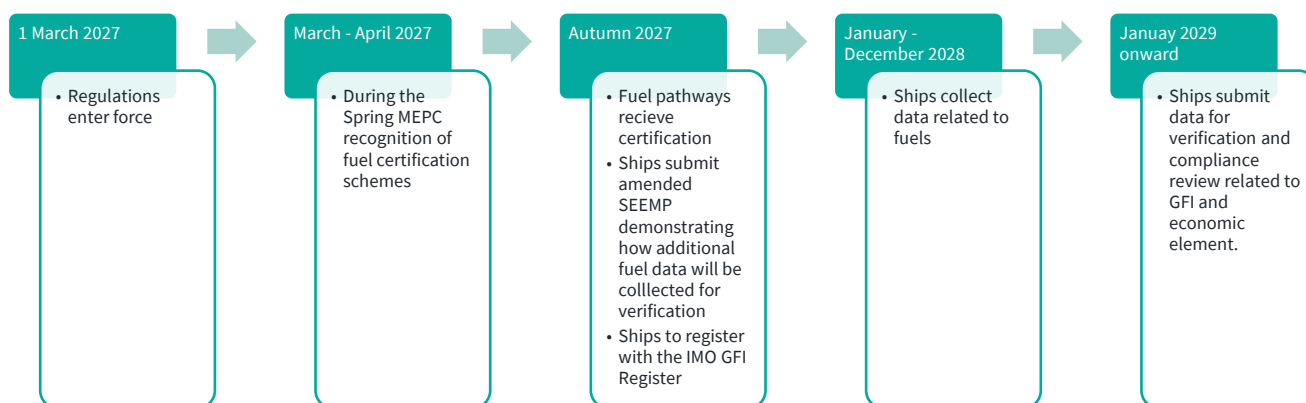 1 March 2027
• Regulations
enter force
March - April 2027
• During the
Spring MEPC
recognition of
fuel certification
schemes
Autumn 2027
• Fuel pathways
recieve
certification
• Ships submit
amended
SEEMP
demonstrating
how additional
fuel data will be
colllected for
verification
• Ships to register
with the IMO GFI
Register
January -
December 2028
• Ships collect
data related to
fuels
Januay 2029
onward
• Ships submit
data for
verification and
compliance
review related to
GFI and
economic
element.